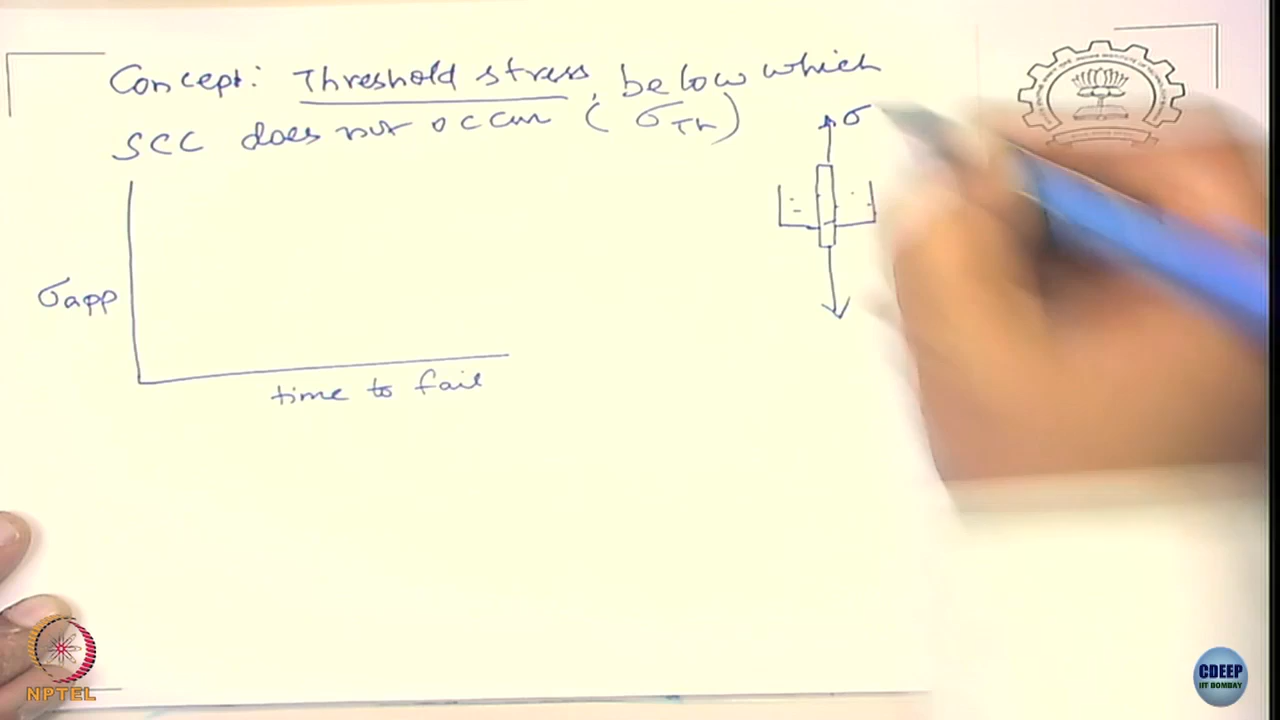 Concept: Threshold stress, below which
SCC does not occur (σTh)
σ
σapp
time to fail
NPTEL
CDEEP
IIT BOMBAY